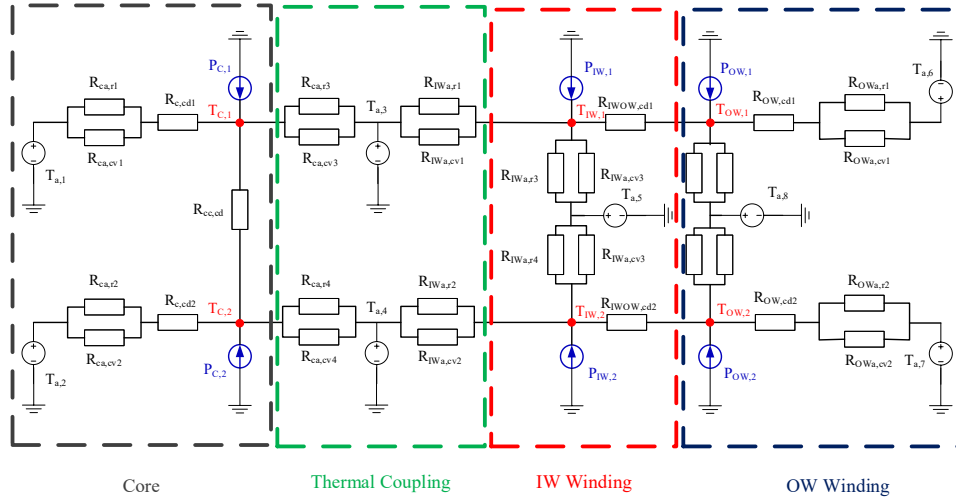 P_C,1
P_IW,1
P_OW,1
T_a,6
R_ca,r1
R_ca,r3
R_IWa,r1
R_OWa,r1
R_c,cd1
T_C,1
T_a,3
T_IW,1
R_IWOW,cd1
T_OW,1
R_OW,cd1
R_ca,cv1
R_ca,cv3
R_IWa,cv1
R_OWa,cv1
T_a,1
R_IWa,r3
R_IWa,cv3
R_cc,cd
T_a,5
T_a,8
R_IWa,r4
R_IWa,cv3
R_ca,r2
R_ca,r4
R_IWa,r2
R_OWa,r2
R_c,cd2
T_C,2
T_a,4
T_IW,2
R_IWOW,cd2
T_OW,2
R_OW,cd2
R_ca,cv2
R_ca,cv4
R_IWa,cv2
R_OWa,cv2
T_a,2
P_C,2
P_IW,2
P_OW,2
T_a,7
Core
Thermal Coupling
IW Winding
OW Winding